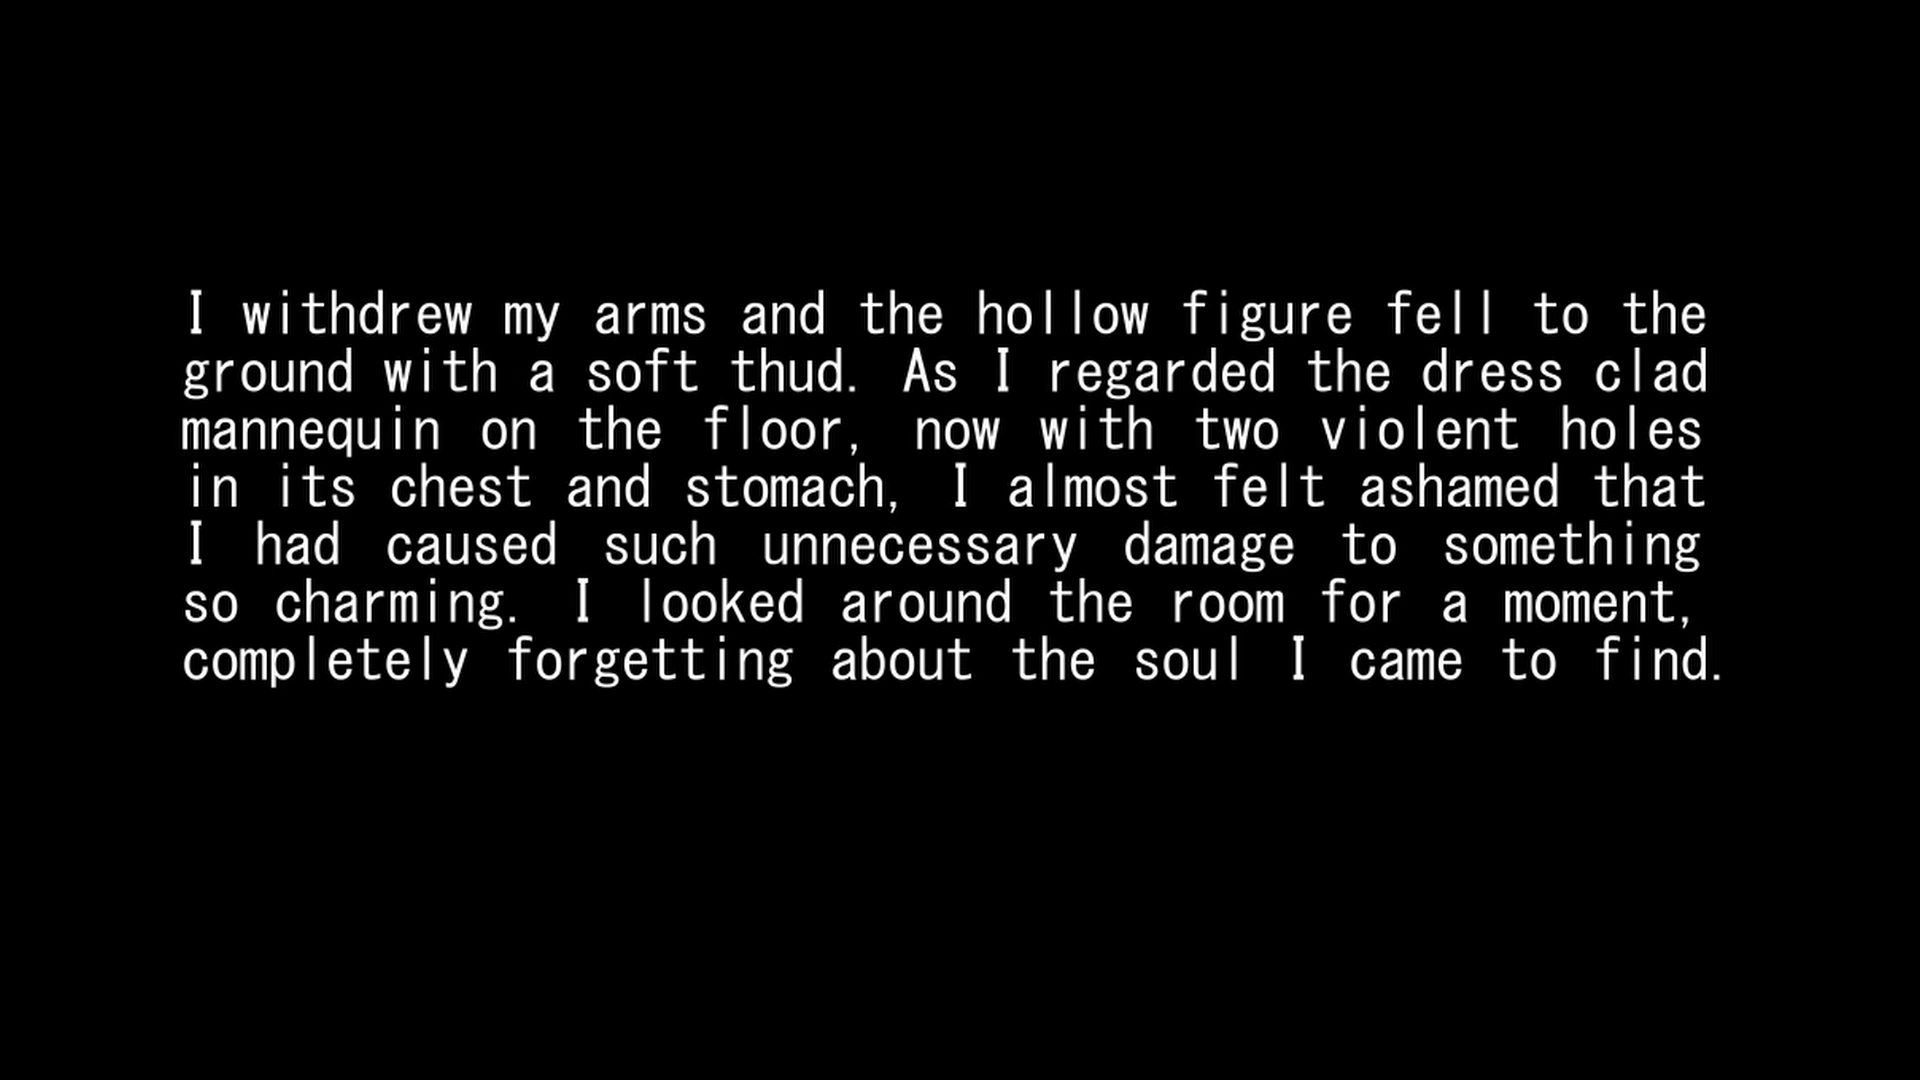 I withdrew my arms and the hollow figure fell to the
ground with a soft thud. As I regarded the dress clad
mannequin on the floor, now with two violent holes
in its chest and stomach, I almost felt ashamed that
I had caused such unnecessary damage to something
so charming. I looked around the room for a moment,
completely forgetting about the soul I came to find.